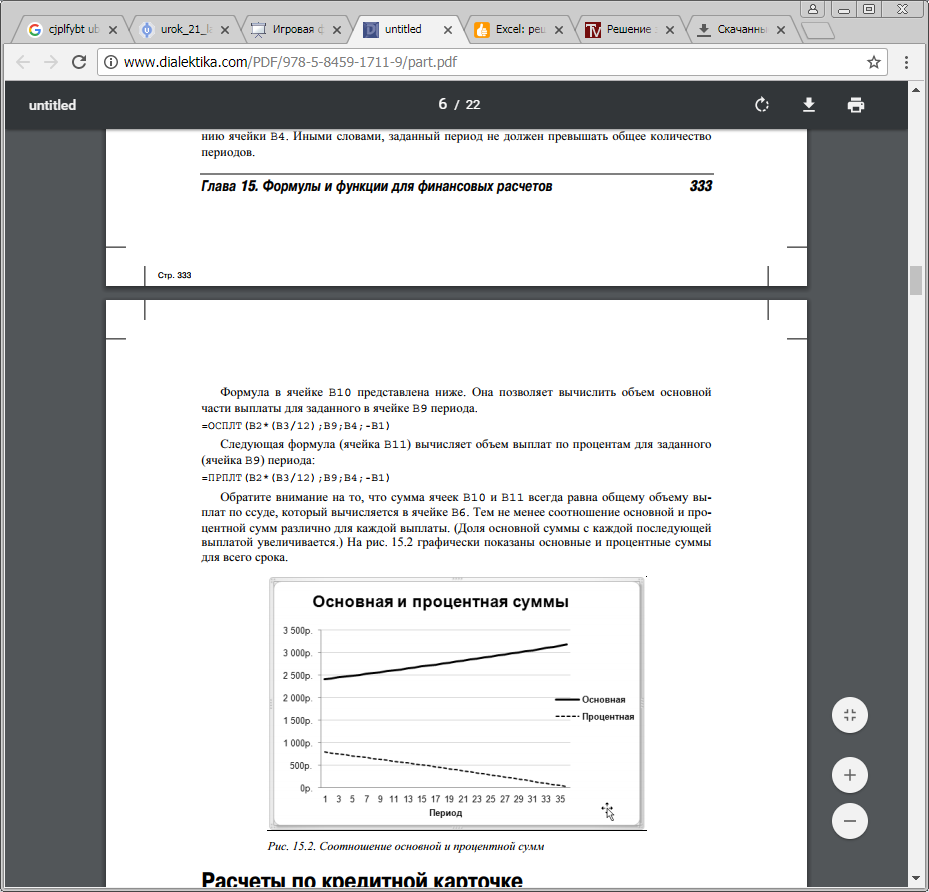 cjplfybt ub
urok_21_l
Игровая ф
untitled
Excel: реш
Решение
Скачанны
www.dialektika.com/PDF/978-5-8459-1711-9/part.pdf
untitled
6 / 22
нию ячейки B4. Иными словами, заданный период не должен превышать общее количество
периодов.
Глава 15. Формулы и функции для финансовых расчетов 333
Стр. 333
Формула в ячейке B10 представлена ниже. Она позволяет вычислить объем основной
части выплаты для заданного в ячейке B9 периода.
=ОСПЛТ(B2*(B3/12);B9;B4;-B1)
Следующая формула (ячейка B11) вычисляет объем выплат по процентам для заданного
(ячейка B9) периода:
=ПРПЛТ(B2*(B3/12);B9;B4;-B1)
Обратите внимание на то, что сумма ячеек B10 и B11 всегда равна общему объему вы-
плат по ссуде, который вычисляется в ячейке B6. Тем не менее соотношение основной и про-
центной сумм различно для каждой выплаты. (Доля основной суммы с каждой последующей
выплатой увеличивается.) На рис. 15.2 графически показаны основные и процентные суммы
для всего срока.
Основная и процентная суммы
3 500р.
3 000р.
2 500р.
2 000р.
1 500р.
1 000р.
500р.
0р.
Основная
Процентная
1 3 5 7 9 11 13 15 17 19 21 23 25 27 29 31 33 35
Период
Рис. 15.2. Соотношение основной и процентной сумм
Расчеты по кредитной карточке